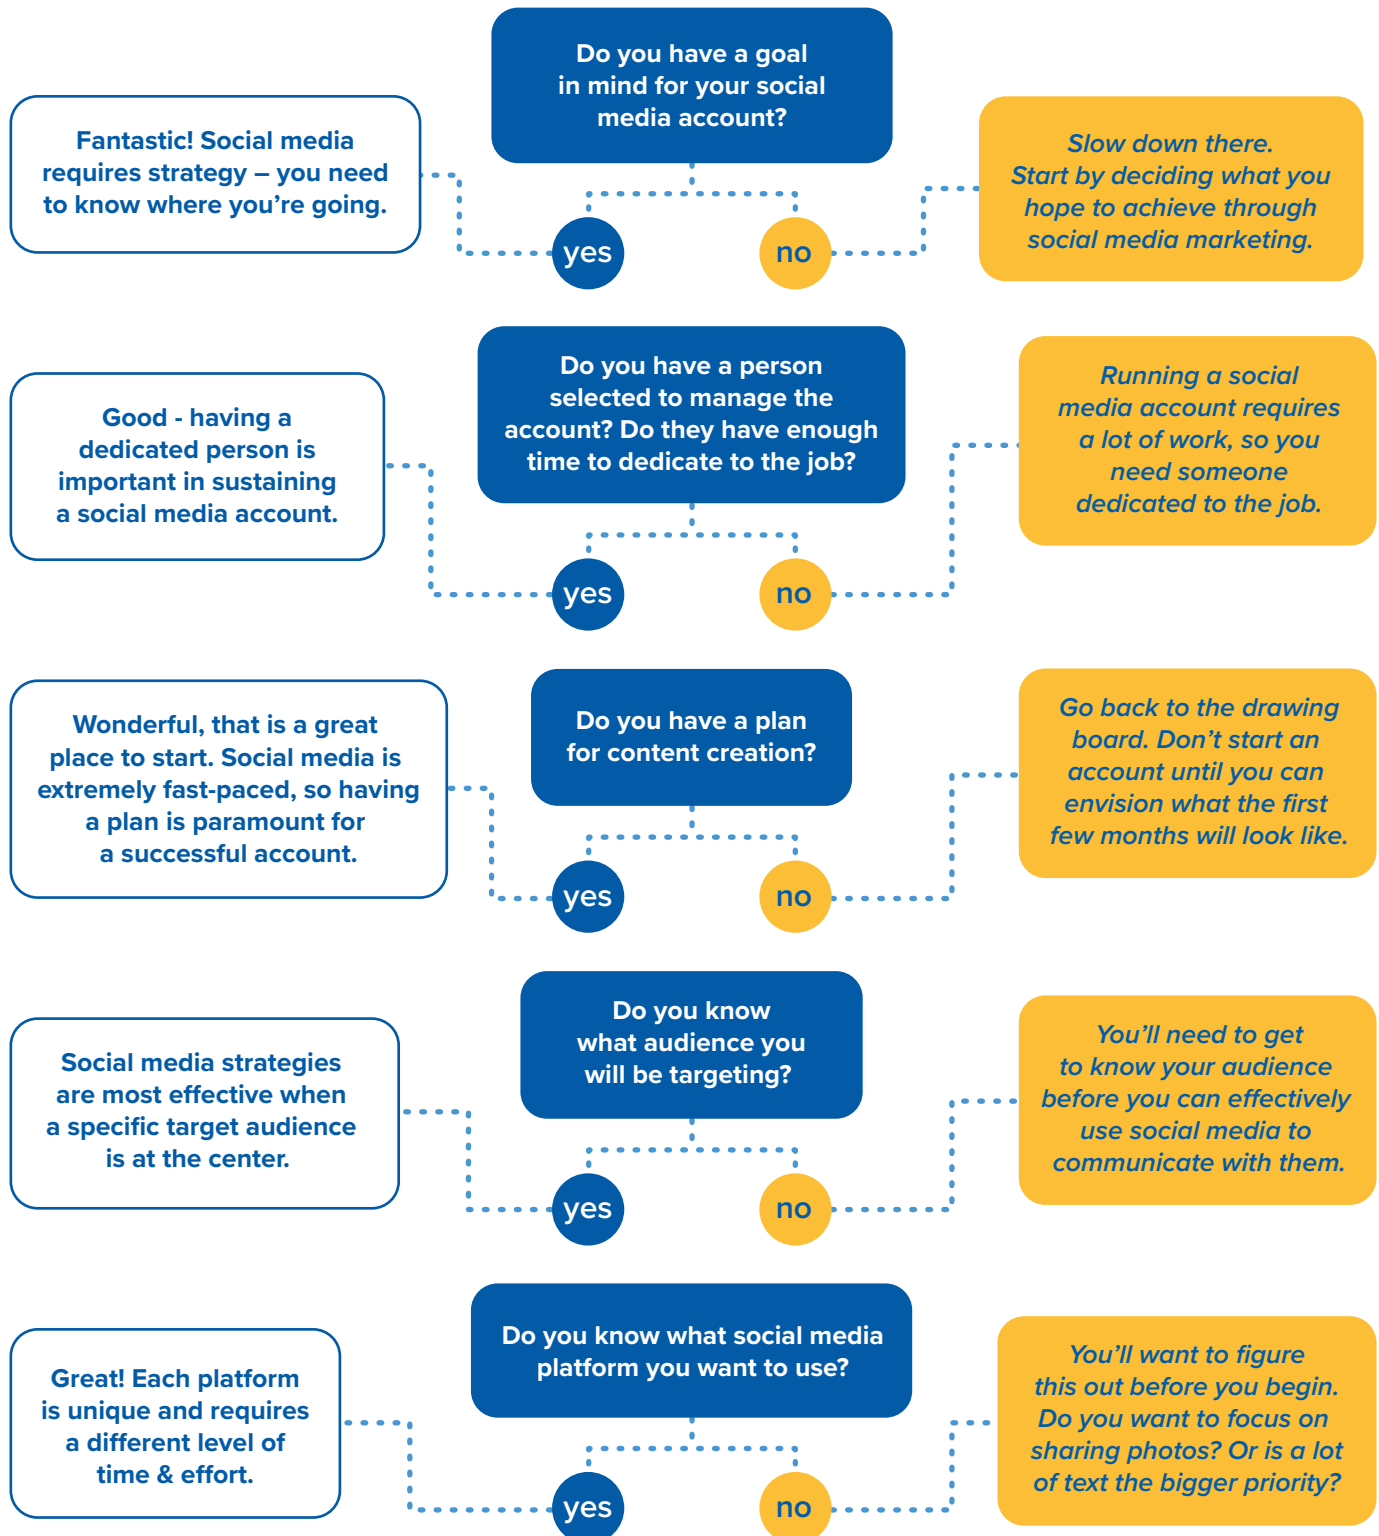 Do you have a goal
in mind for your social
media account?
Fantastic! Social media
requires strategy – you need
to know where you’re going.
Slow down there.
Start by deciding what you
hope to achieve through
social media marketing.
yes
no
Do you have a person
selected to manage the
account? Do they have enough
time to dedicate to the job?
Good - having a
dedicated person is
important in sustaining
a social media account.
Running a social
media account requires
a lot of work, so you
need someone
dedicated to the job.
yes
no
Do you have a plan
for content creation?
Wonderful, that is a great
place to start. Social media is
extremely fast-paced, so having
a plan is paramount for
a successful account.
Go back to the drawing
board. Don’t start an
account until you can
envision what the first
few months will look like.
yes
no
Do you know
what audience you
will be targeting?
Social media strategies
are most effective when
a specific target audience
is at the center.
You’ll need to get
to know your audience
before you can effectively
use social media to
communicate with them.
yes
no
Do you know what social media
platform you want to use?
Great! Each platform
is unique and requires
a different level of
time & effort.
You’ll want to figure
this out before you begin.
Do you want to focus on
sharing photos? Or is a lot
of text the bigger priority?
yes
no